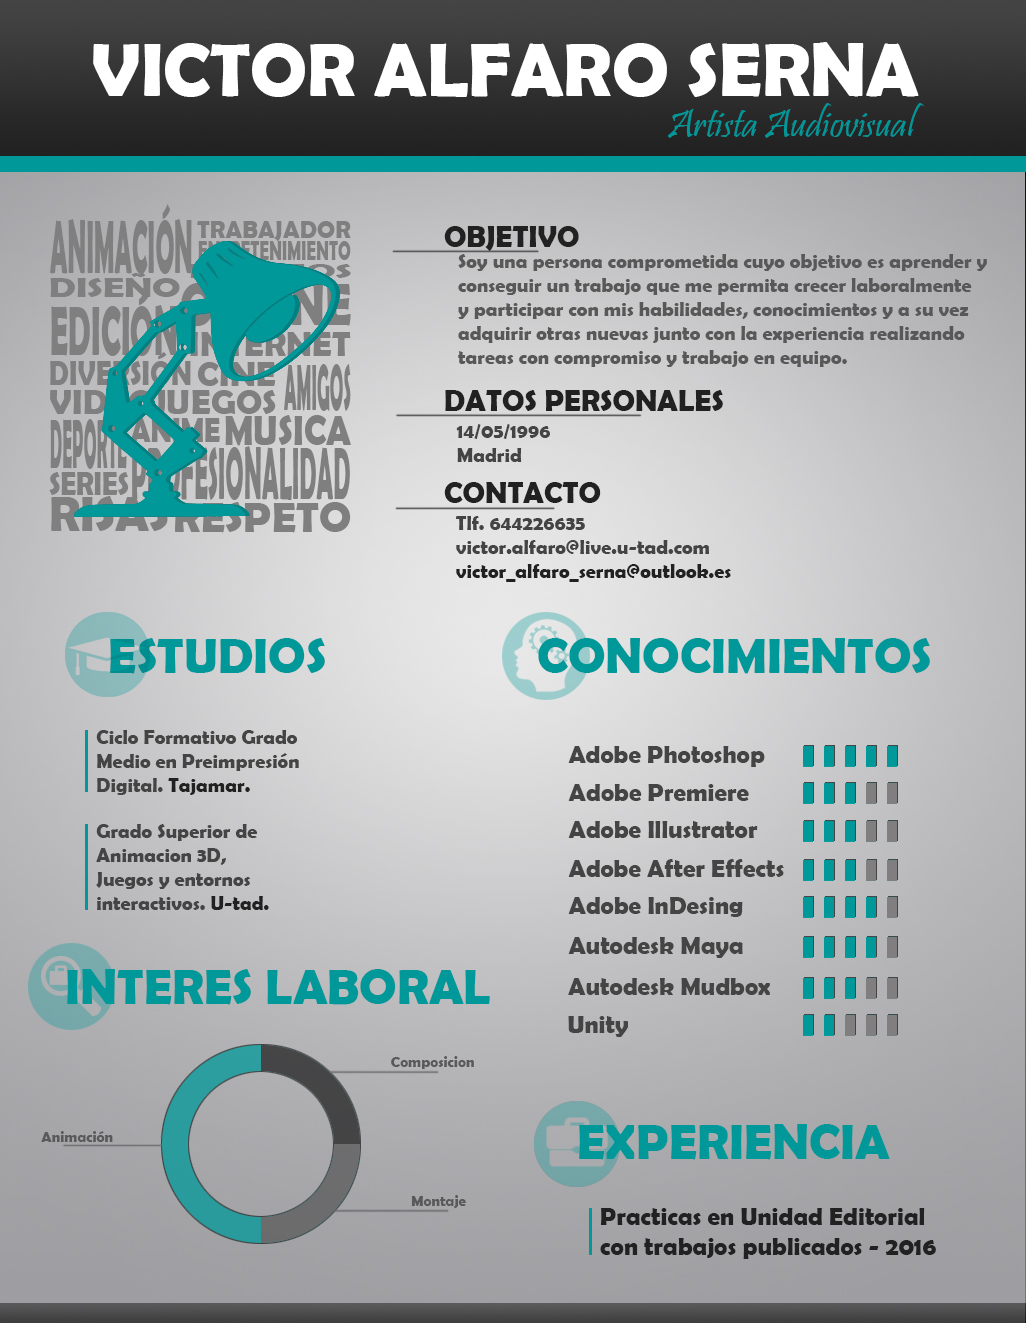 VICTOR ALFARO SERNA
Artista Audiovisual
ANIMACIÓN TRABAJADOR
ENTRETENIMIENTO
DISEÑO
EDICIÓN
INTERNET
DIVERSIÓN CINE AMIGOS
VIDEOJUEGOS
DEPORTE ANIME MUSICA
SERIES PROFESIONALIDAD
RISAS RESPETO
OBJETIVO
Soy una persona comprometida cuyo objetivo es aprender y
conseguir un trabajo que me permita crecer laboralmente
y participar con mis habilidades, conocimientos y a su vez
adquirir otras nuevas junto con la experiencia realizando
tareas con compromiso y trabajo en equipo.
DATOS PERSONALES
14/05/1996
Madrid
CONTACTO
Tlf. 644226635
victor.alfaro@live.u-tad.com
victor_alfaro_serna@outlook.es
ESTUDIOS
Ciclo Formativo Grado
Medio en Preimpresión
Digital. Tajamar.
Grado Superior de
Animacion 3D,
Juegos y entornos
interactivos. U-tad.
INTERES LABORAL
Composicion
Animación
Montaje
CONOCIMIENTOS
Adobe Photoshop
Adobe Premiere
Adobe Illustrator
Adobe After Effects
Adobe InDesing
Autodesk Maya
Autodesk Mudbox
Unity
EXPERIENCIA
Practicas en Unidad Editorial
con trabajos publicados - 2016